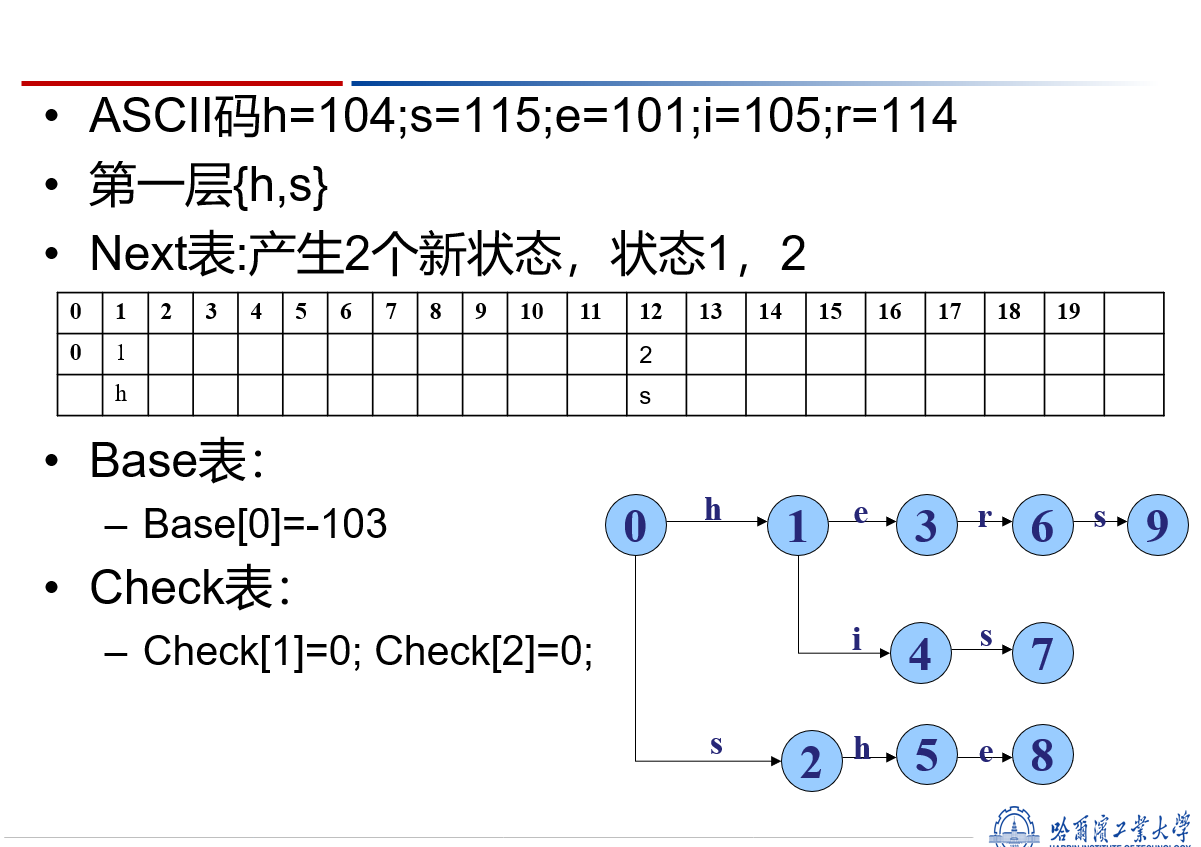 • ASCII码h=104;s=115;e=101;i=105;r=114
• 第一层{h,s}
• Next表:产生2个新状态，状态1，2
0 1 2 3 4 5 6 7 8 9 10 11 12 13 14 15 16 17 18 19
0 1 2
h s
• Base表：
– Base[0]=-103
• Check表：
– Check[1]=0; Check[2]=0;
0 h 1 e 3 r 6 s 9
i 4 s 7
s 2 h 5 e 8
哈爾濱工業大學
HARBIN INSTITUTE OF TECHNOLOGY